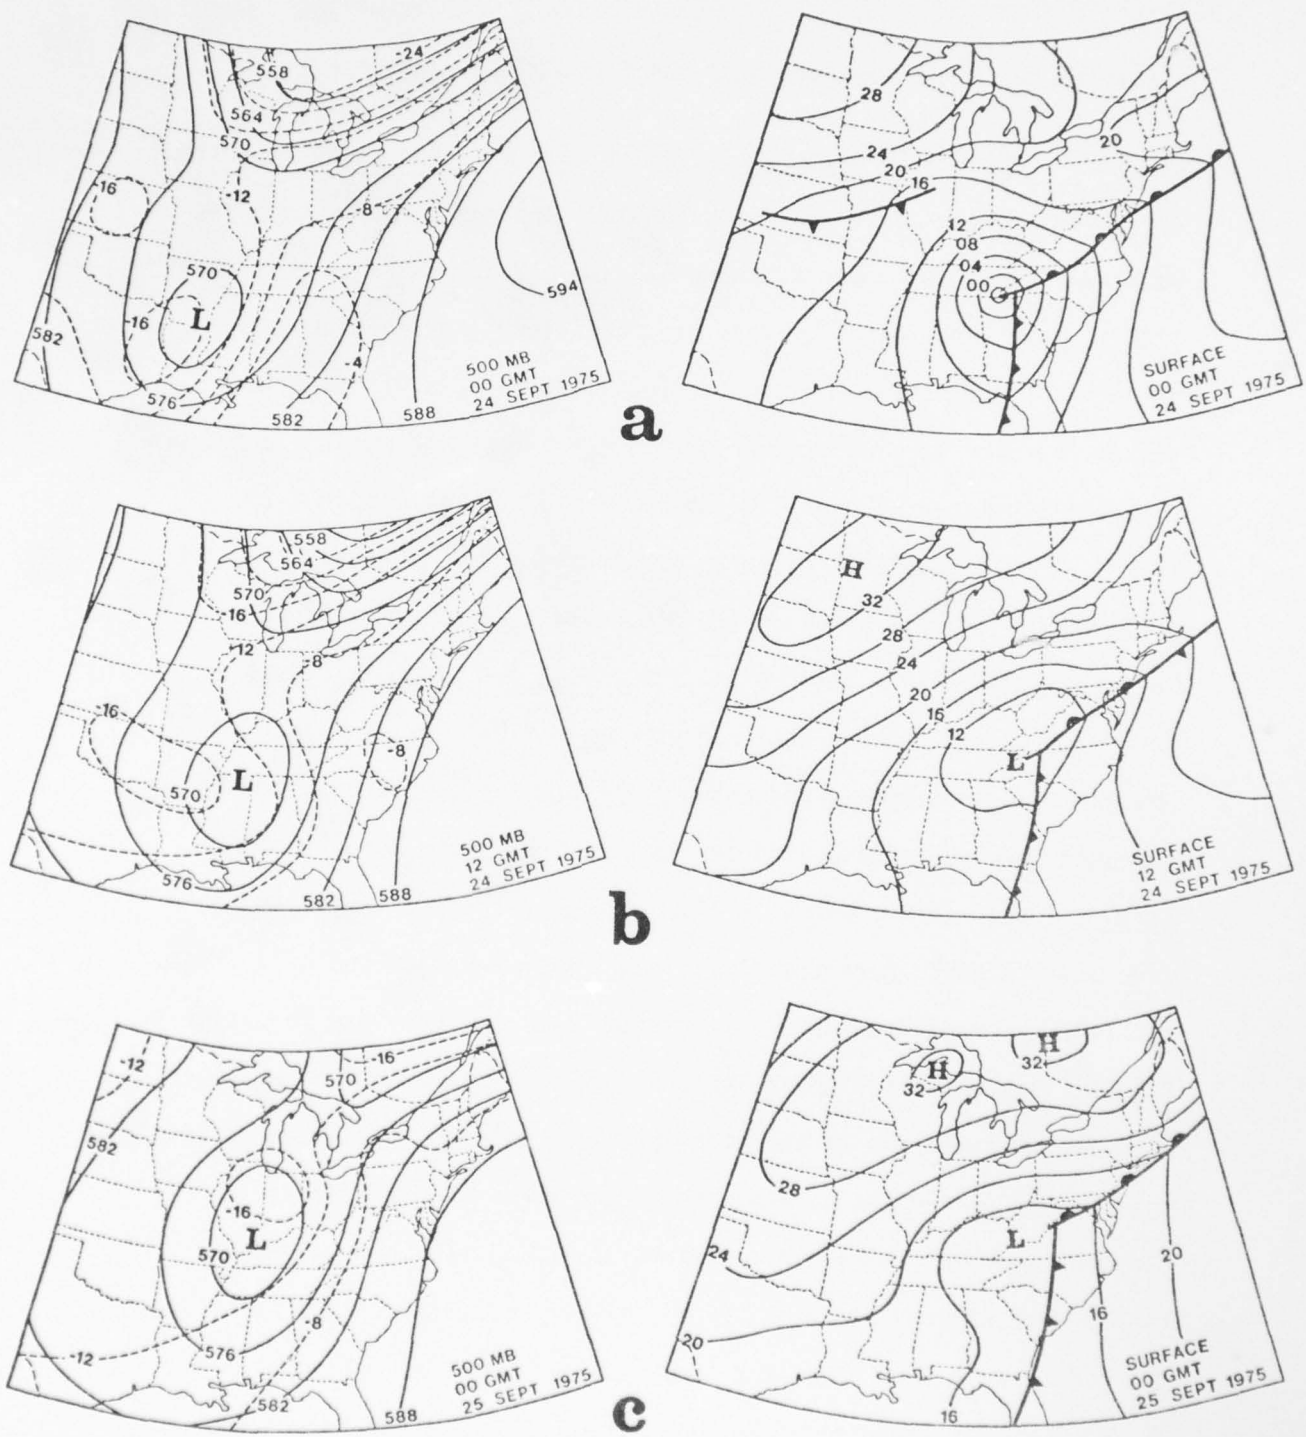 -24
558
564
570
-16
-12
8
570
L
594
-16
582
-4
576
582
588
500 MB
00 GMT
24 SEPT 1975
28
24
20
20
16
12
08
04
00
SURFACE
00 GMT
24 SEPT 1975
a
558
564
570
-16
-12
-8
-16
-8
L
570
576
582
588
500 MB
12 GMT
24 SEPT 1975
H
32
28
24
20
16
12
L
SURFACE
12 GMT
24 SEPT 1975
b
-12
-16
570
582
-16
L
570
-8
576
-12
582
588
500 MB
00 GMT
25 SEPT 1975
H
32
H
32
28
24
L
20
16
20
16
SURFACE
00 GMT
25 SEPT 1975
c